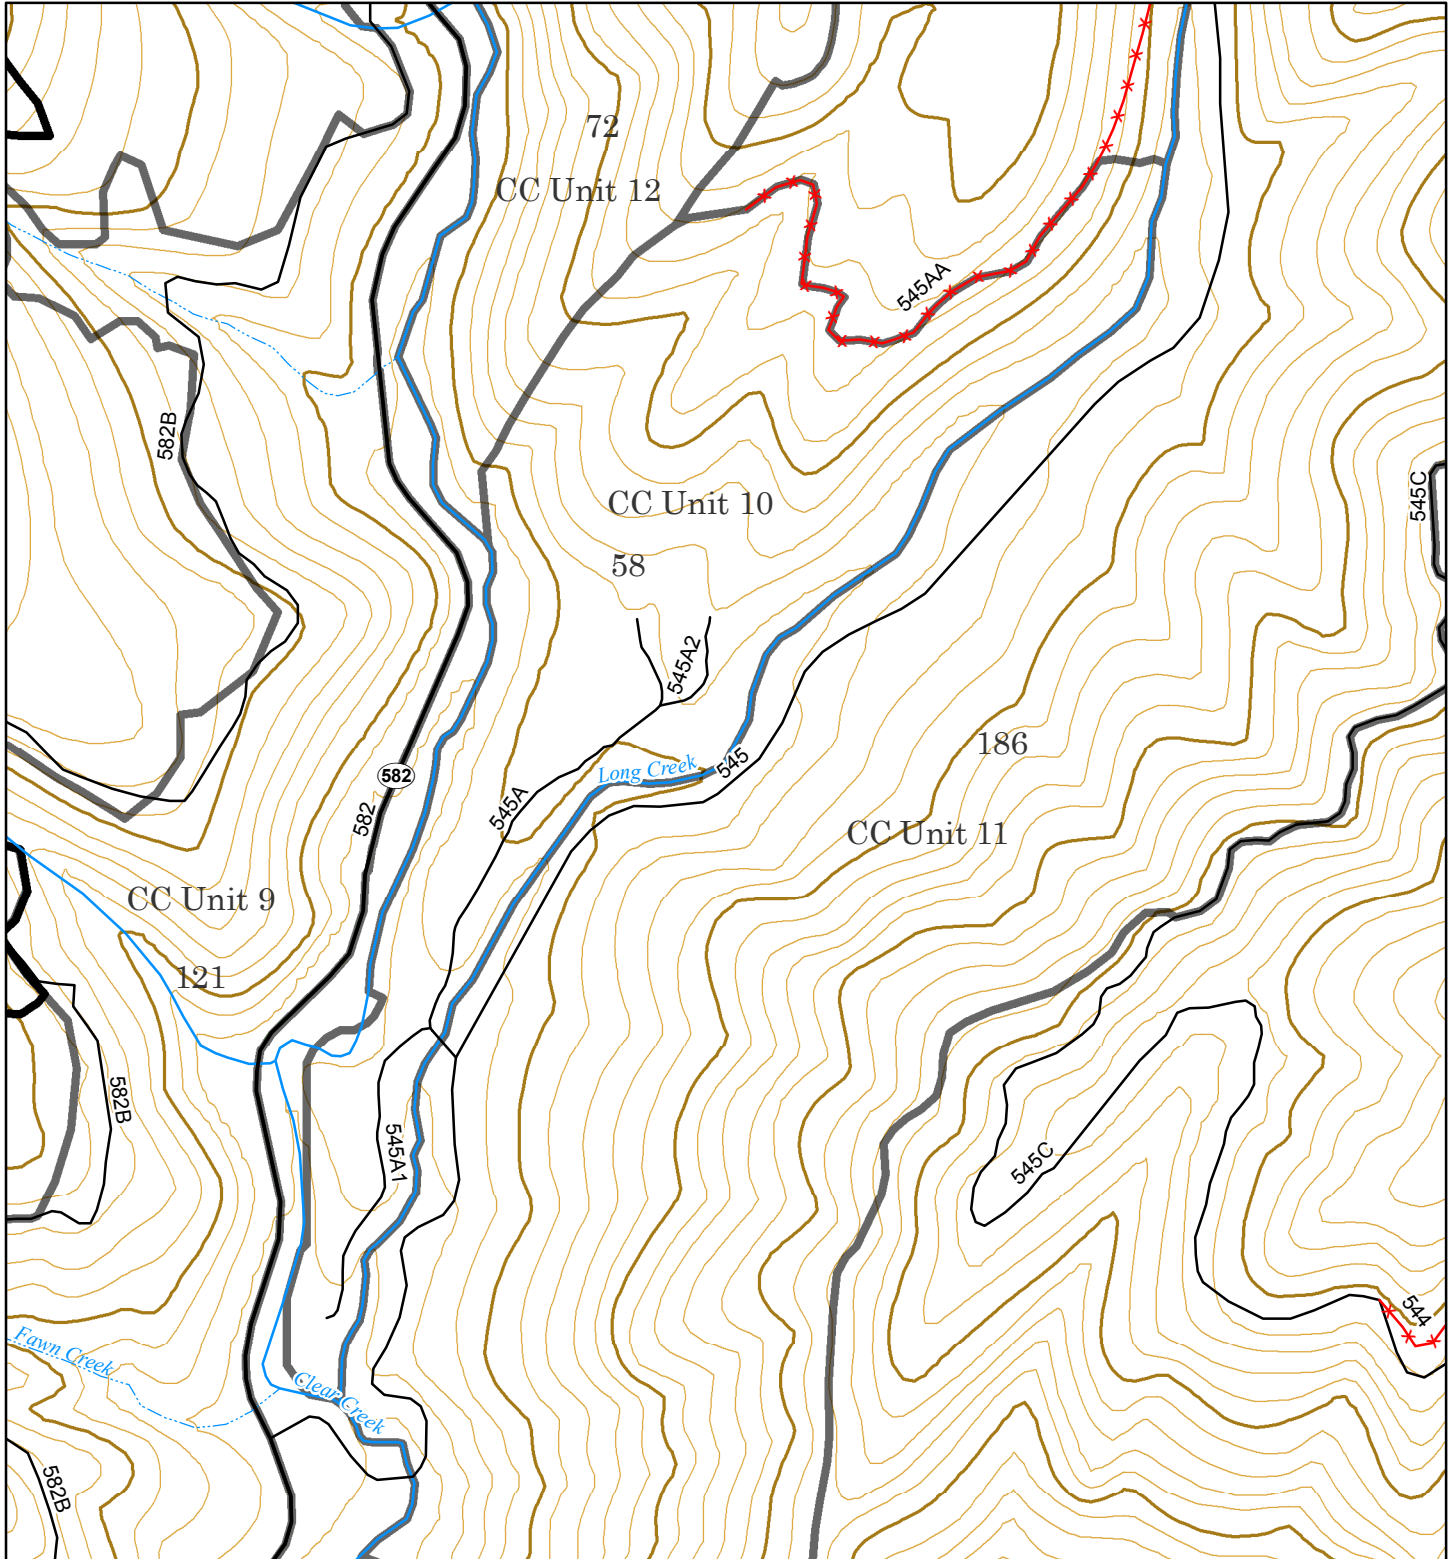 72
CC Unit 12
545AA
582B
CC Unit 10
545C
58
545A2
186
Long Creek
545
582
582
545A
CC Unit 11
CC Unit 9
121
582B
545A1
545C
544
Fawn Creek
Clear Creek
582B